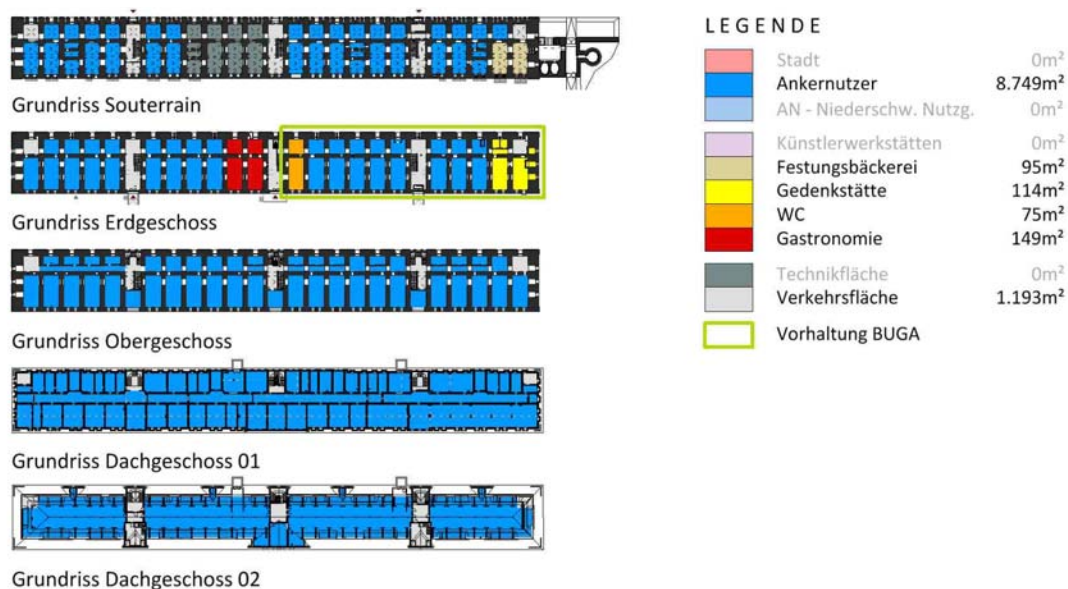 Grundriss Souterrain
Grundriss Erdgeschoss
Grundriss Obergeschoss
Grundriss Dachgeschoss 01
Grundriss Dachgeschoss 02
LEGENDE
Stadt 0m²
Ankernutzer 8.749m²
AN - Niederschw. Nutzg. 0m²
Künstlerwerkstätten 0m²
Festungsbäckerei 95m²
Gedenkstätte 114m²
WC 75m²
Gastronomie 149m²
Technikfläche 0m²
Verkehrsfläche 1.193m²
Vorhaltung BUGA